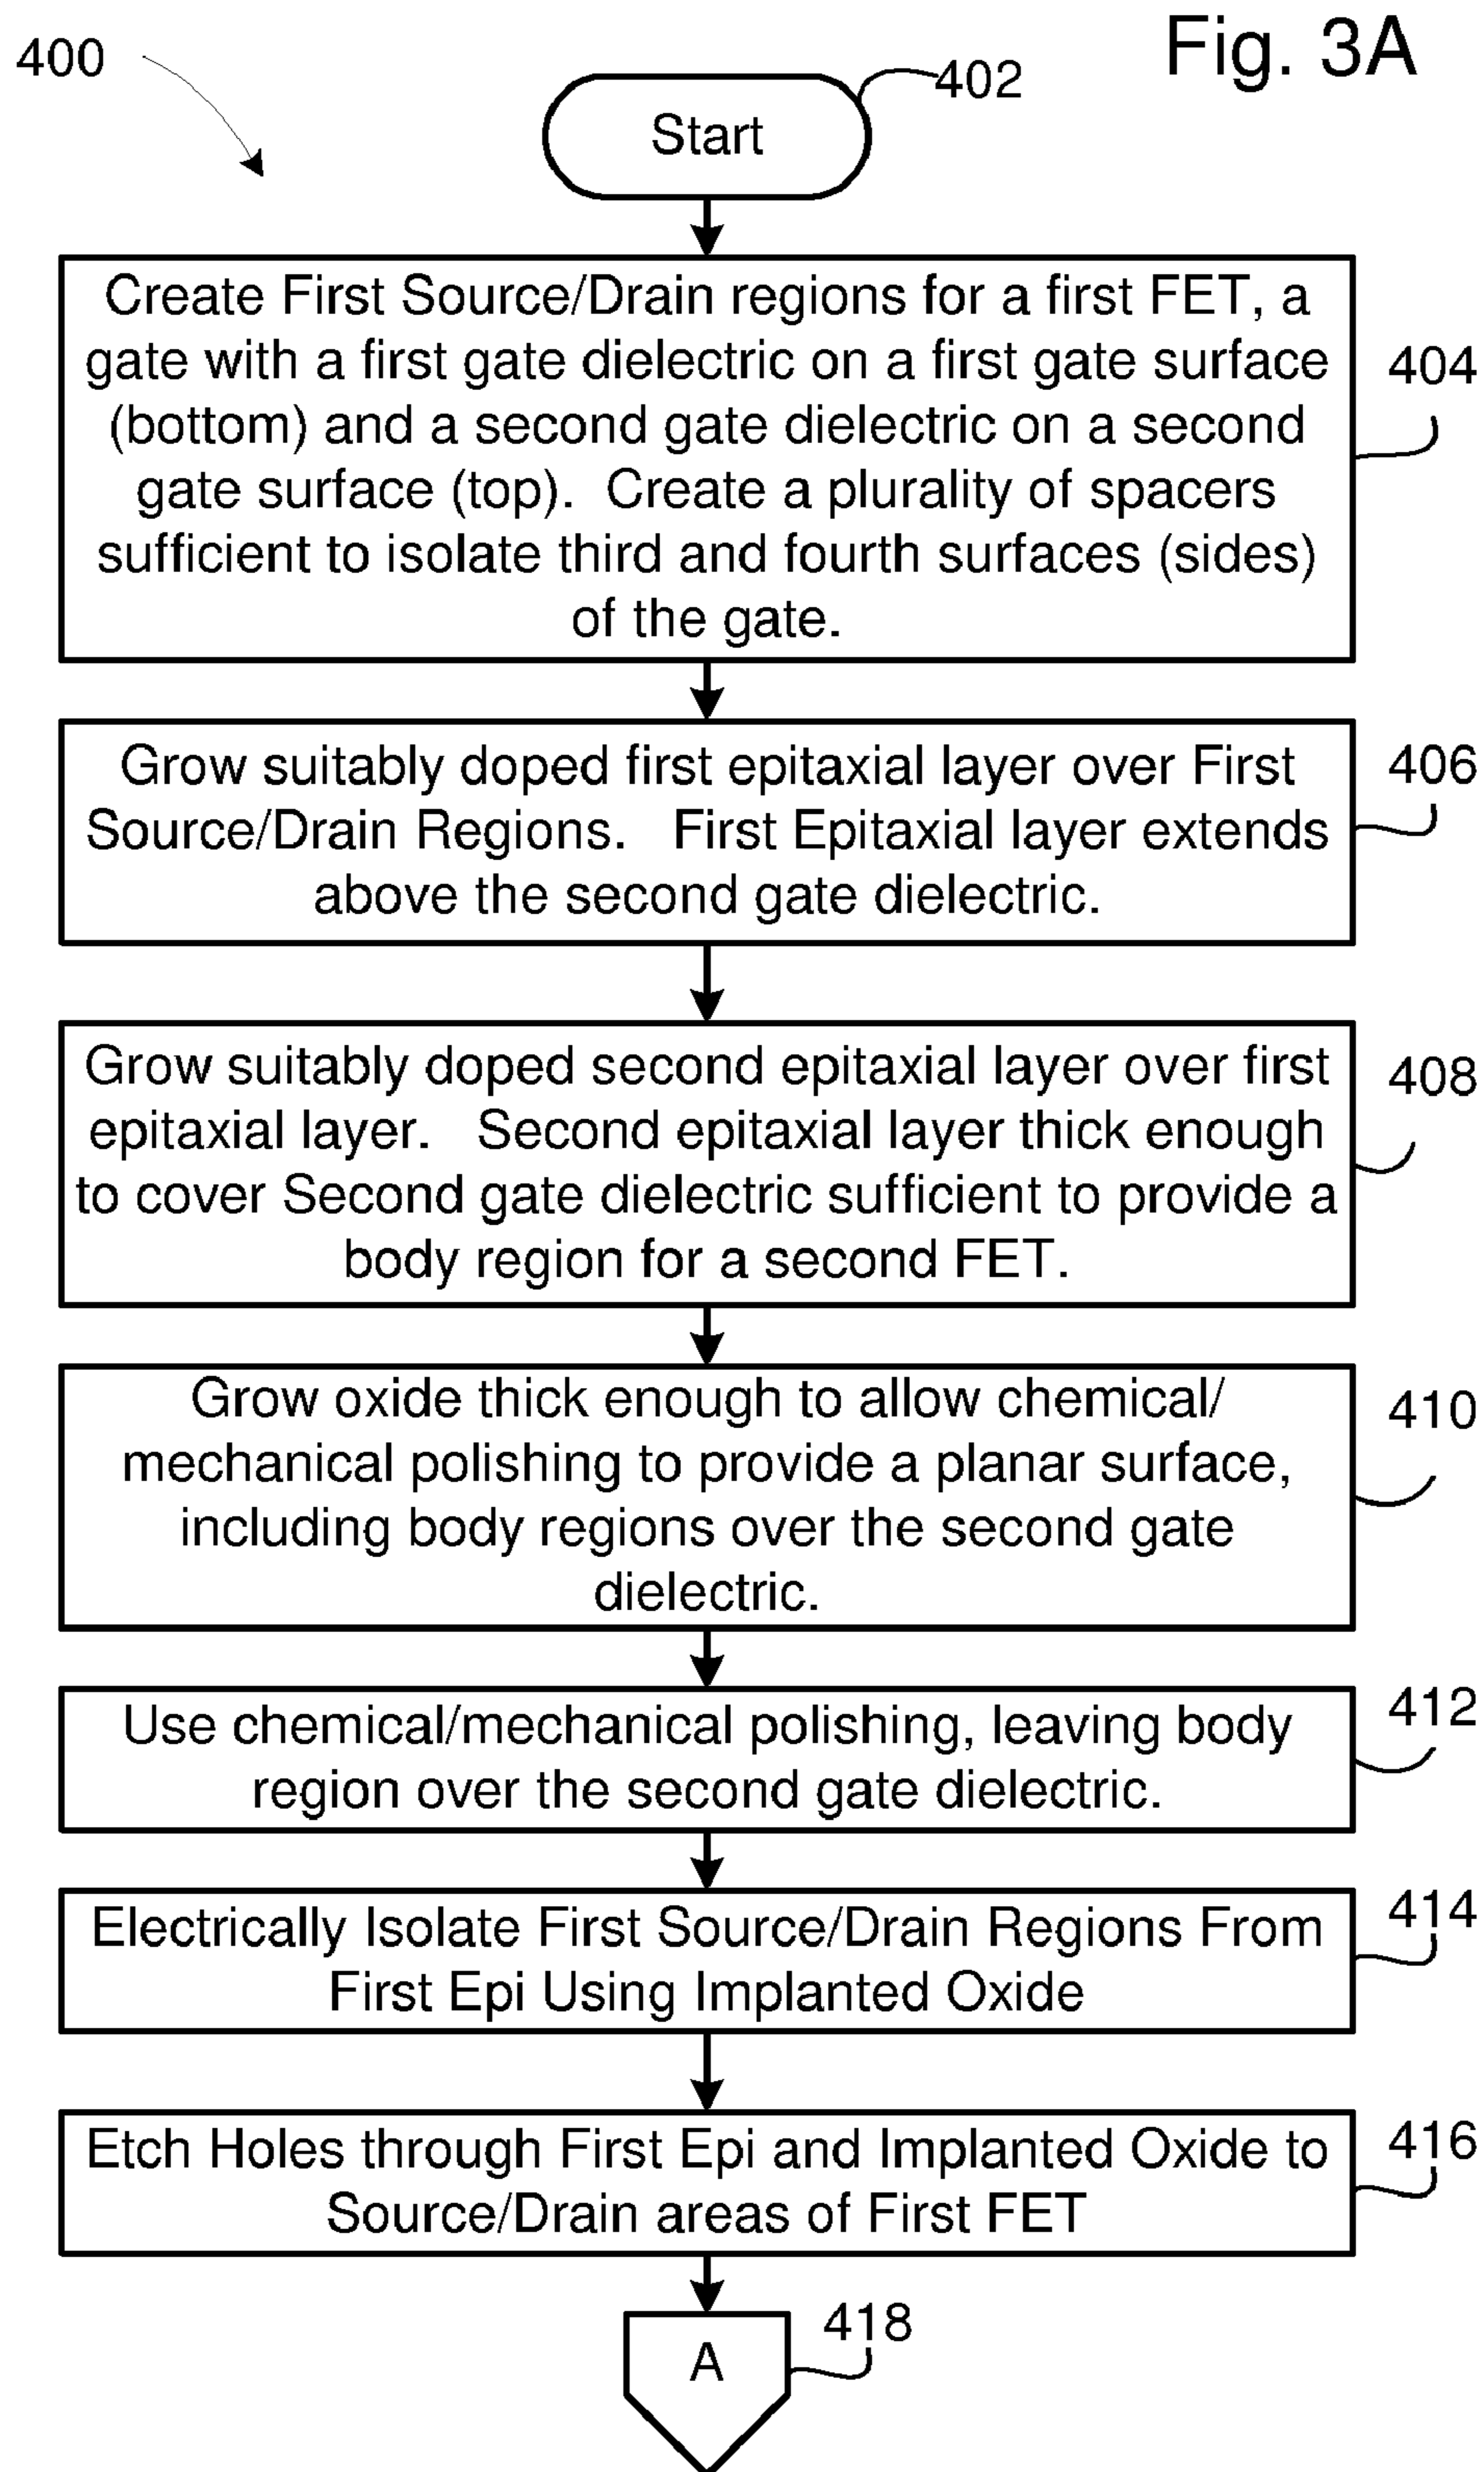 Fig. 3A
400
402
Start
Create First Source/Drain regions for a first FET, a
gate with a first gate dielectric on a first gate surface
(bottom) and a second gate dielectric on a second
gate surface (top). Create a plurality of spacers
sufficient to isolate third and fourth surfaces (sides)
of the gate.
404
Grow suitably doped first epitaxial layer over First
Source/Drain Regions. First Epitaxial layer extends
above the second gate dielectric.
406
Grow suitably doped second epitaxial layer over first
epitaxial layer. Second epitaxial layer thick enough
to cover Second gate dielectric sufficient to provide a
body region for a second FET.
408
Grow oxide thick enough to allow chemical/
mechanical polishing to provide a planar surface,
including body regions over the second gate
dielectric.
410
Use chemical/mechanical polishing, leaving body
region over the second gate dielectric.
412
Electrically Isolate First Source/Drain Regions From
First Epi Using Implanted Oxide
414
Etch Holes through First Epi and Implanted Oxide to
Source/Drain areas of First FET
416
A
418